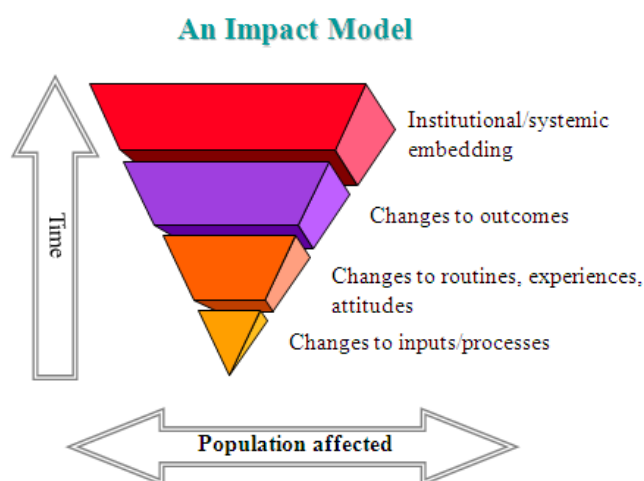 An Impact Model
Institutional/systemic
embedding
Changes to outcomes
Time
Changes to routines, experiences,
attitudes
Changes to inputs/processes
Population affected